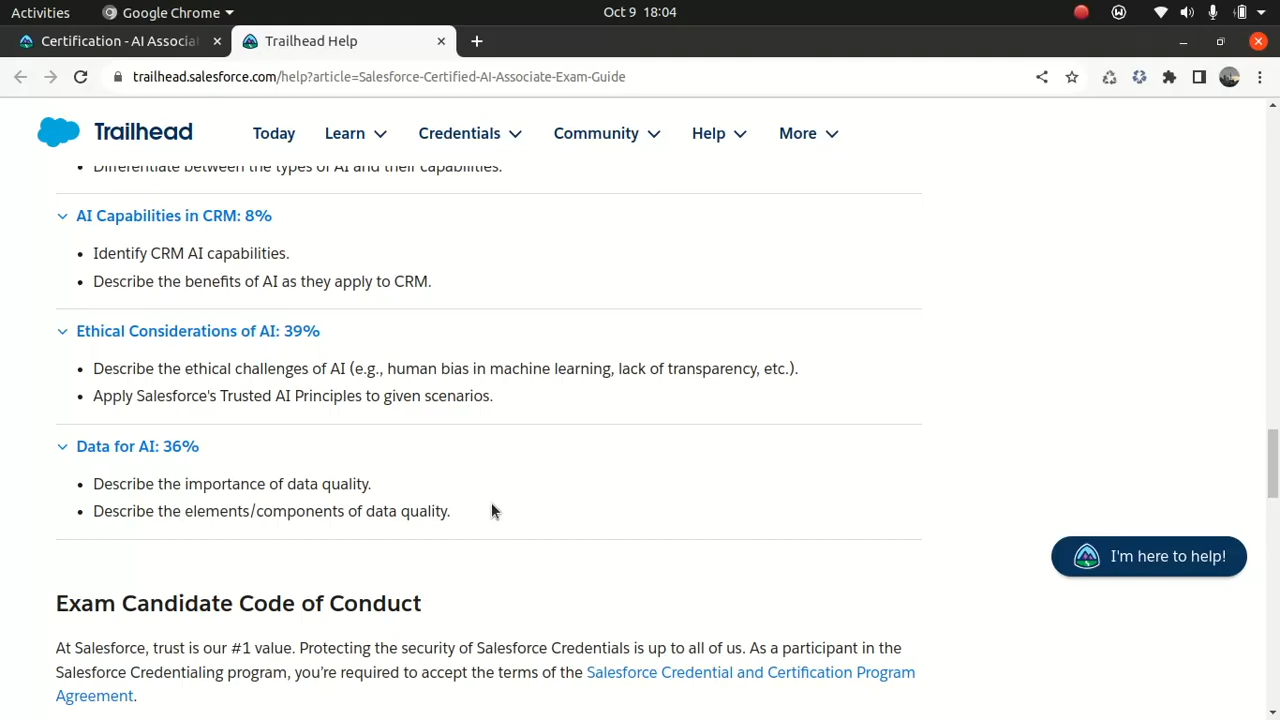 Activities
Google Chrome
Oct 9 18:04
Certification - AI Associa
Trailhead Help
trailhead.salesforce.com/help?article=Salesforce-Certified-AI-Associate-Exam-Guide
Trailhead
Today
Learn
Credentials
Community
Help
More
• Differentiate between the types of AI and their capabilities.
AI Capabilities in CRM: 8%
• Identify CRM AI capabilities.
• Describe the benefits of AI as they apply to CRM.
Ethical Considerations of AI: 39%
• Describe the ethical challenges of AI (e.g., human bias in machine learning, lack of transparency, etc.).
• Apply Salesforce's Trusted AI Principles to given scenarios.
Data for AI: 36%
• Describe the importance of data quality.
• Describe the elements/components of data quality.
I'm here to help!
Exam Candidate Code of Conduct
At Salesforce, trust is our #1 value. Protecting the security of Salesforce Credentials is up to all of us. As a participant in the
Salesforce Credentialing program, you're required to accept the terms of the Salesforce Credential and Certification Program
Agreement.